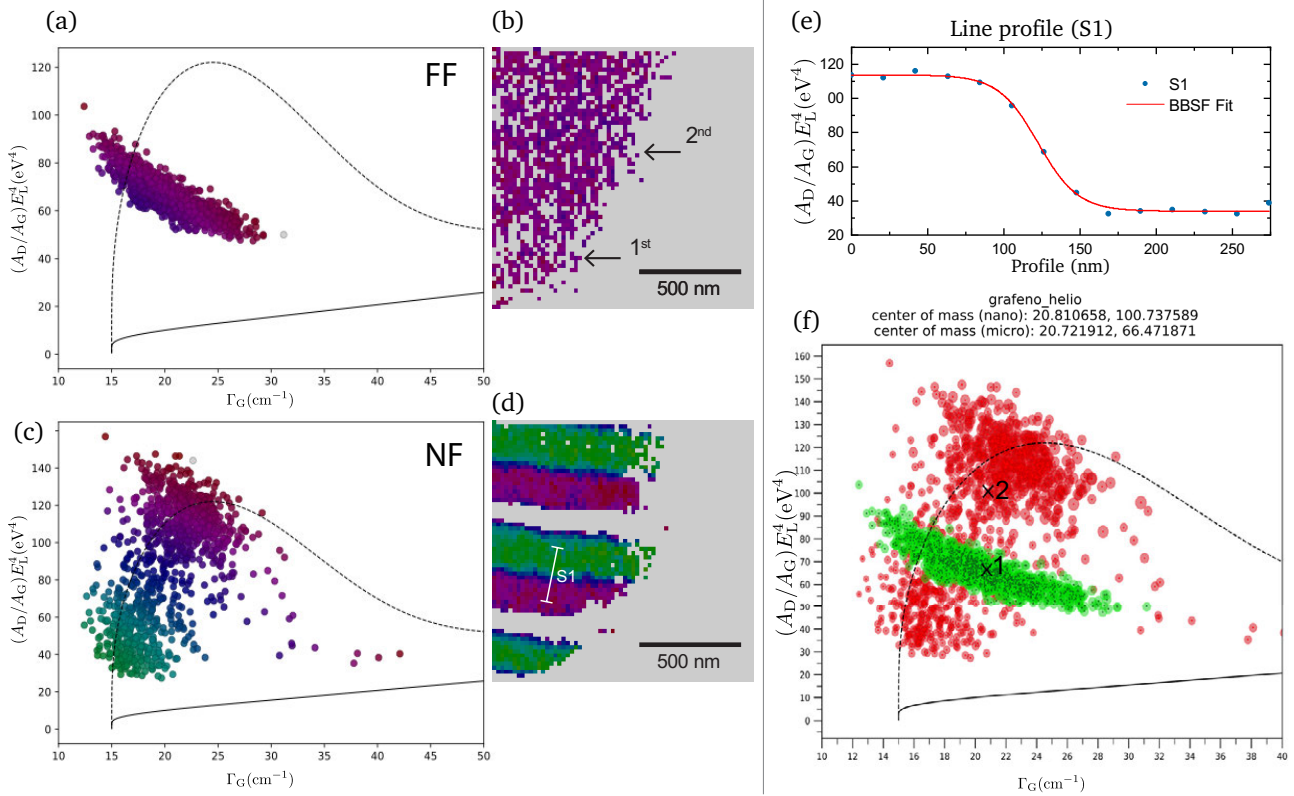 (a)
FF
120
100
80
60
40
20
0
(A_D/A_G)E_L^4(eV^4)
10 15 20 25 30 35 40 45 50
Γ_G(cm^-1)
(b)
2nd
1st
500 nm
(c)
NF
160
140
120
100
80
60
40
20
0
(A_D/A_G)E_L^4(eV^4)
10 15 20 25 30 35 40 45 50
Γ_G(cm^-1)
(d)
S1
500 nm
(e)
Line profile (S1)
S1
BBSF Fit
120
100
80
60
40
20
(A_D/A_G)E_L^4(eV^4)
0 50 100 150 200 250
Profile (nm)
grafeno_helio
center of mass (nano): 20.810658, 100.737589
center of mass (micro): 20.721912, 66.471871
(f)
160
150
140
130
120
110
100
90
80
70
60
50
40
30
20
10
0
(A_D/A_G)E_L^4(eV^4)
x2
x1
10 12 14 16 18 20 22 24 26 28 30 32 34 36 38 40
Γ_G(cm^-1)